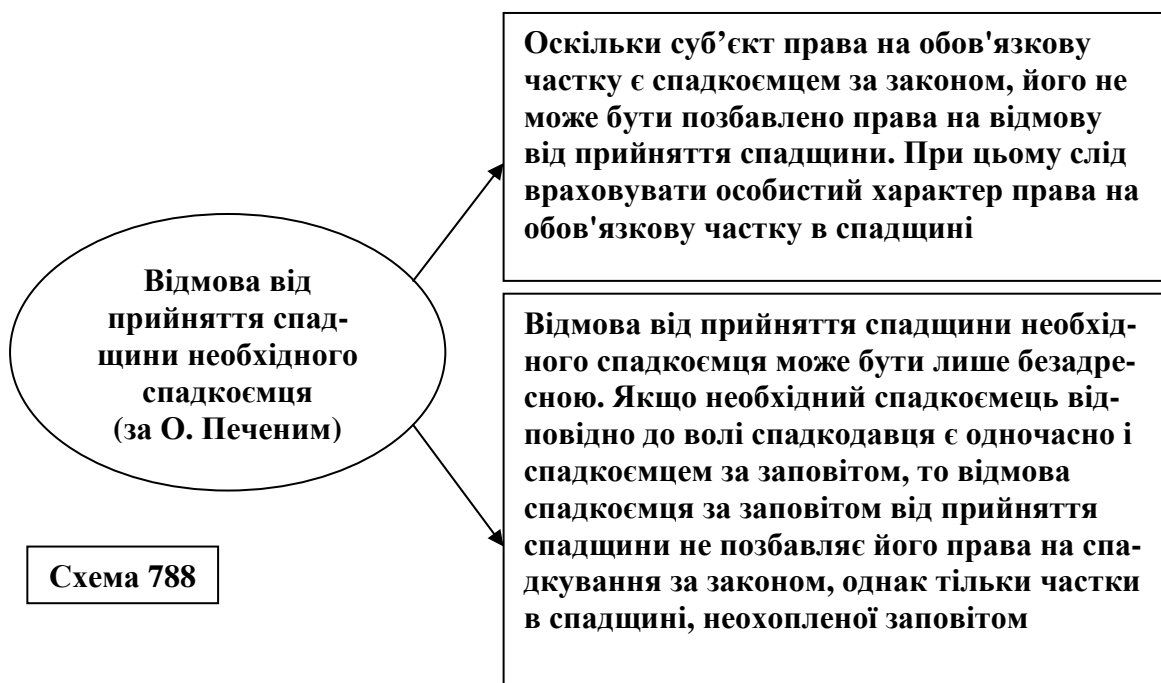 Оскільки суб’єкт права на обов'язкову
частку є спадкоємцем за законом, його не
може бути позбавлено права на відмову
від прийняття спадщини. При цьому слід
враховувати особистий характер права на
обов'язкову частку в спадщині
Відмова від
прийняття спад-
щини необхідного
спадкоємця
(за О. Печеним)
Відмова від прийняття спадщини необхід-
ного спадкоємця може бути лише безадре-
сною. Якщо необхідний спадкоємець від-
повідно до волі спадкодавця є одночасно і
спадкоємцем за заповітом, то відмова
спадкоємця за заповітом від прийняття
спадщини не позбавляє його права на спа-
дкування за законом, однак тільки частки
в спадщині, неохопленої заповітом
Схема 788